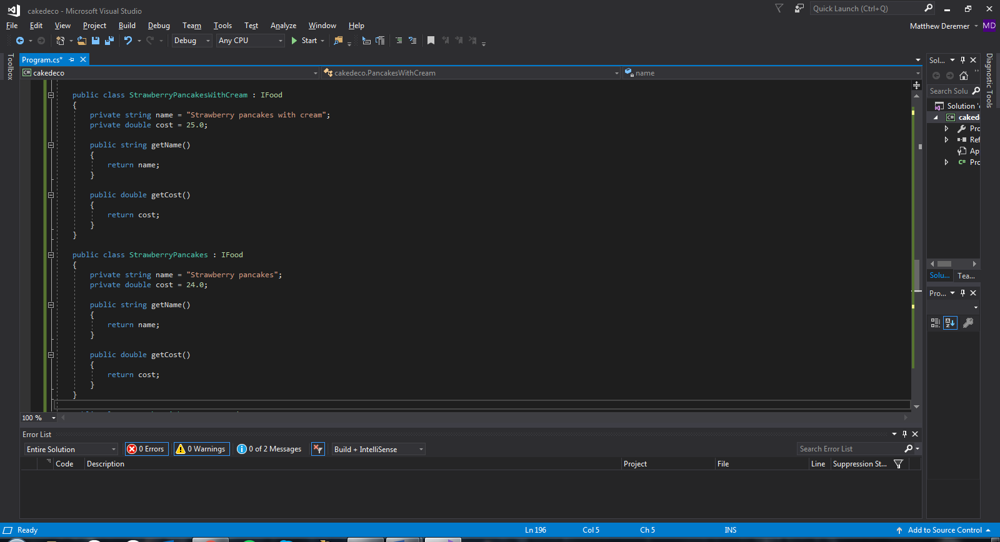 cakedeco - Microsoft Visual Studio
Quick Launch (Ctrl+Q)
File Edit View Project Build Debug Team Tools Test Analyze Window Help
Matthew Deremer MD
Debug Any CPU Start
Toolbox
Program.cs*
cakedeco cakedeco.PancakesWithCream name
public class StrawberryPancakesWithCream : IFood
{
private string name = "Strawberry pancakes with cream";
private double cost = 25.0;
public string getName()
{
return name;
}
public double getCost()
{
return cost;
}
}
public class StrawberryPancakes : IFood
{
private string name = "Strawberry pancakes";
private double cost = 24.0;
public string getName()
{
return name;
}
public double getCost()
{
return cost;
}
}
100 %
Sol...
Search Solu
Solution '
caked
Pro
Ref
Ap
C# Pro
Solu... Tea...
Pro...
Diagnostic Tools
Error List
Entire Solution 0 Errors 0 Warnings 0 of 2 Messages Build + IntelliSense Search Error List
Code Description Project File Line Suppression St...
Ready Ln 196 Col 5 Ch 5 INS Add to Source Control